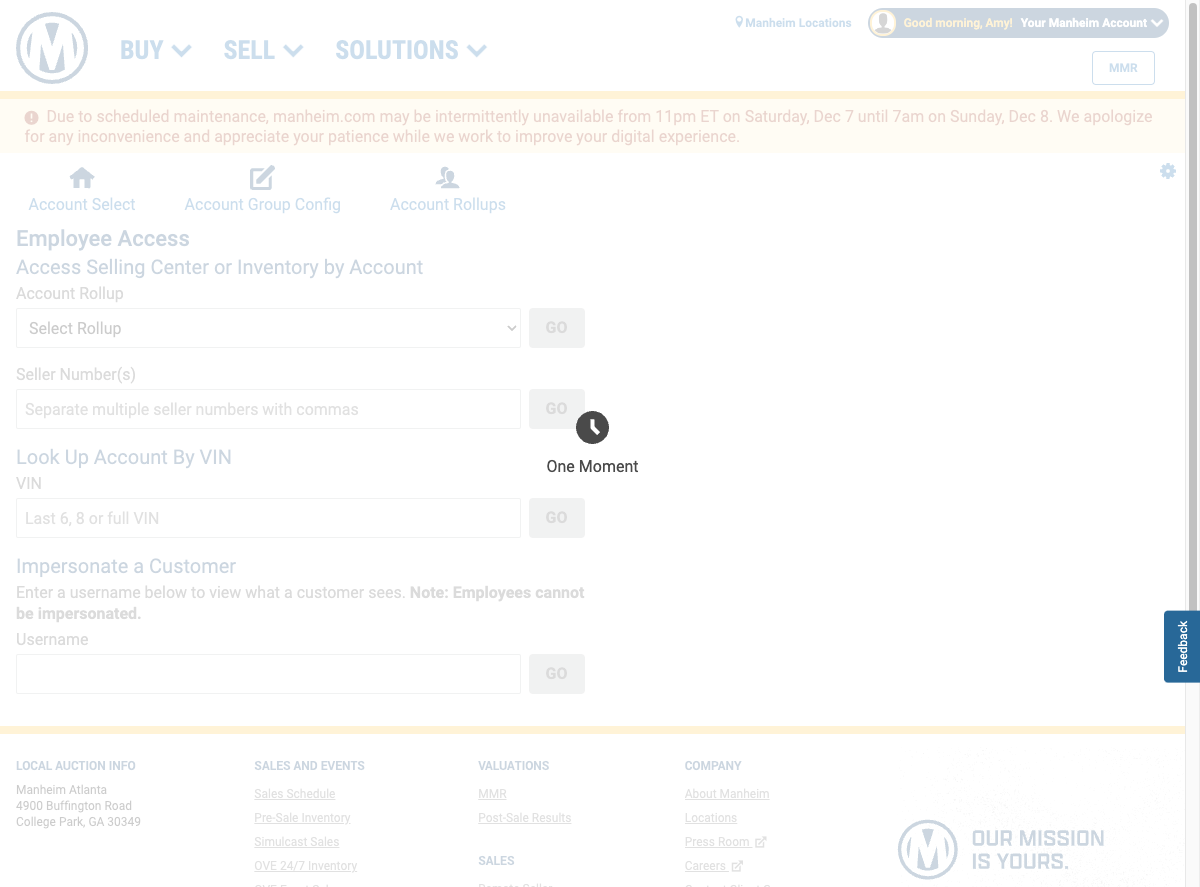 Manheim Locations
Good morning, Amy! Your Manheim Account
BUY
SELL
SOLUTIONS
MMR
Due to scheduled maintenance, manheim.com may be intermittently unavailable from 11pm ET on Saturday, Dec 7 until 7am on Sunday, Dec 8. We apologize
for any inconvenience and appreciate your patience while we work to improve your digital experience.
Account Select
Account Group Config
Account Rollups
Employee Access
Access Selling Center or Inventory by Account
Account Rollup
Select Rollup
GO
Seller Number(s)
Separate multiple seller numbers with commas
GO
One Moment
Look Up Account By VIN
VIN
Last 6, 8 or full VIN
GO
Impersonate a Customer
Enter a username below to view what a customer sees. Note: Employees cannot
be impersonated.
Username
GO
Feedback
LOCAL AUCTION INFO
Manheim Atlanta
4900 Buffington Road
College Park, GA 30349
SALES AND EVENTS
Sales Schedule
Pre-Sale Inventory
Simulcast Sales
OVE 24/7 Inventory
VALUATIONS
MMR
Post-Sale Results
SALES
COMPANY
About Manheim
Locations
Press Room
Careers
OUR MISSION
IS YOURS.